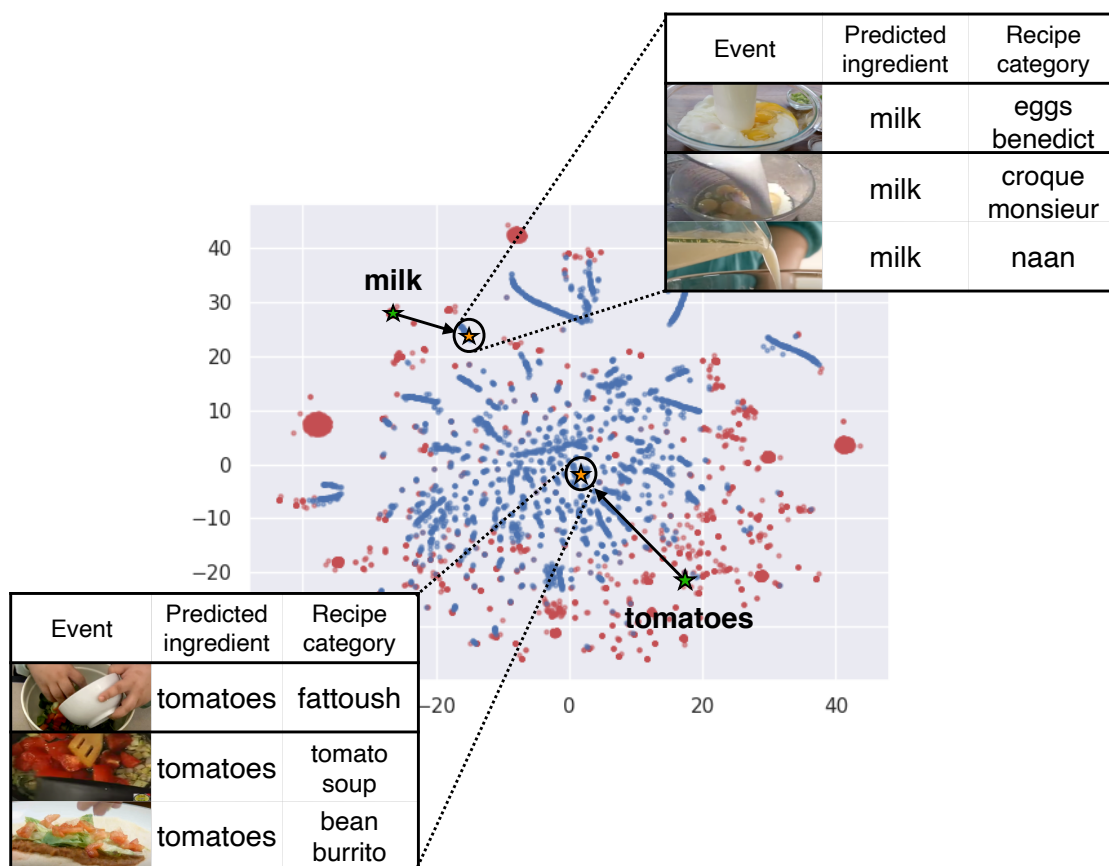 Event
Predicted
ingredient
Recipe
category
milk
eggs
benedict
milk
croque
monsieur
milk
naan
40
30
20
10
0
−10
−20
milk
tomatoes
−20
0
20
40
Event
Predicted
ingredient
Recipe
category
tomatoes
fattoush
tomatoes
tomato
soup
tomatoes
bean
burrito